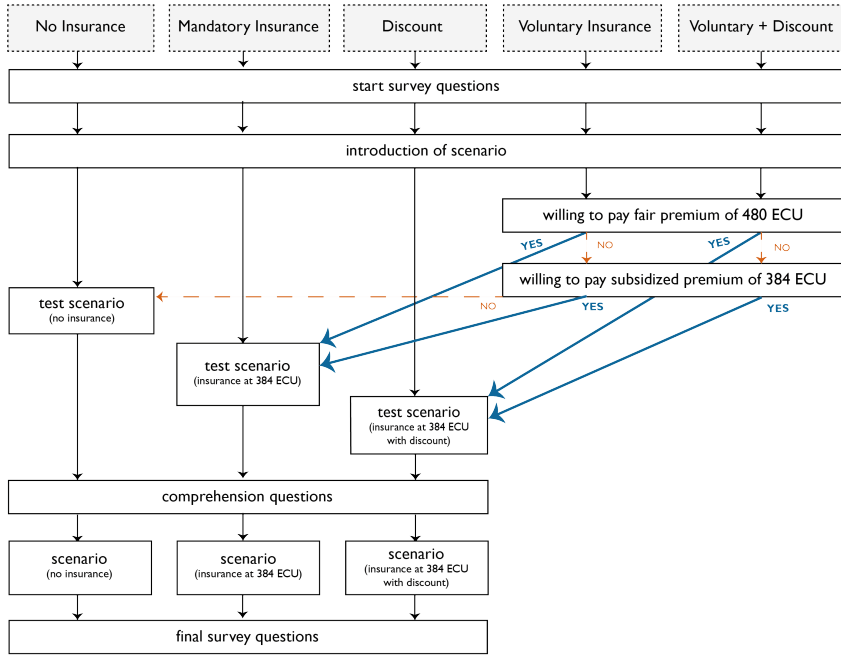 No Insurance
Mandatory Insurance
Discount
Voluntary Insurance
Voluntary + Discount
start survey questions
introduction of scenario
willing to pay fair premium of 480 ECU
YES
NO
YES
NO
willing to pay subsidized premium of 384 ECU
test scenario
(no insurance)
NO
YES
YES
test scenario
(insurance at 384 ECU)
test scenario
(insurance at 384 ECU
with discount)
comprehension questions
scenario
(no insurance)
scenario
(insurance at 384 ECU)
scenario
(insurance at 384 ECU
with discount)
final survey questions